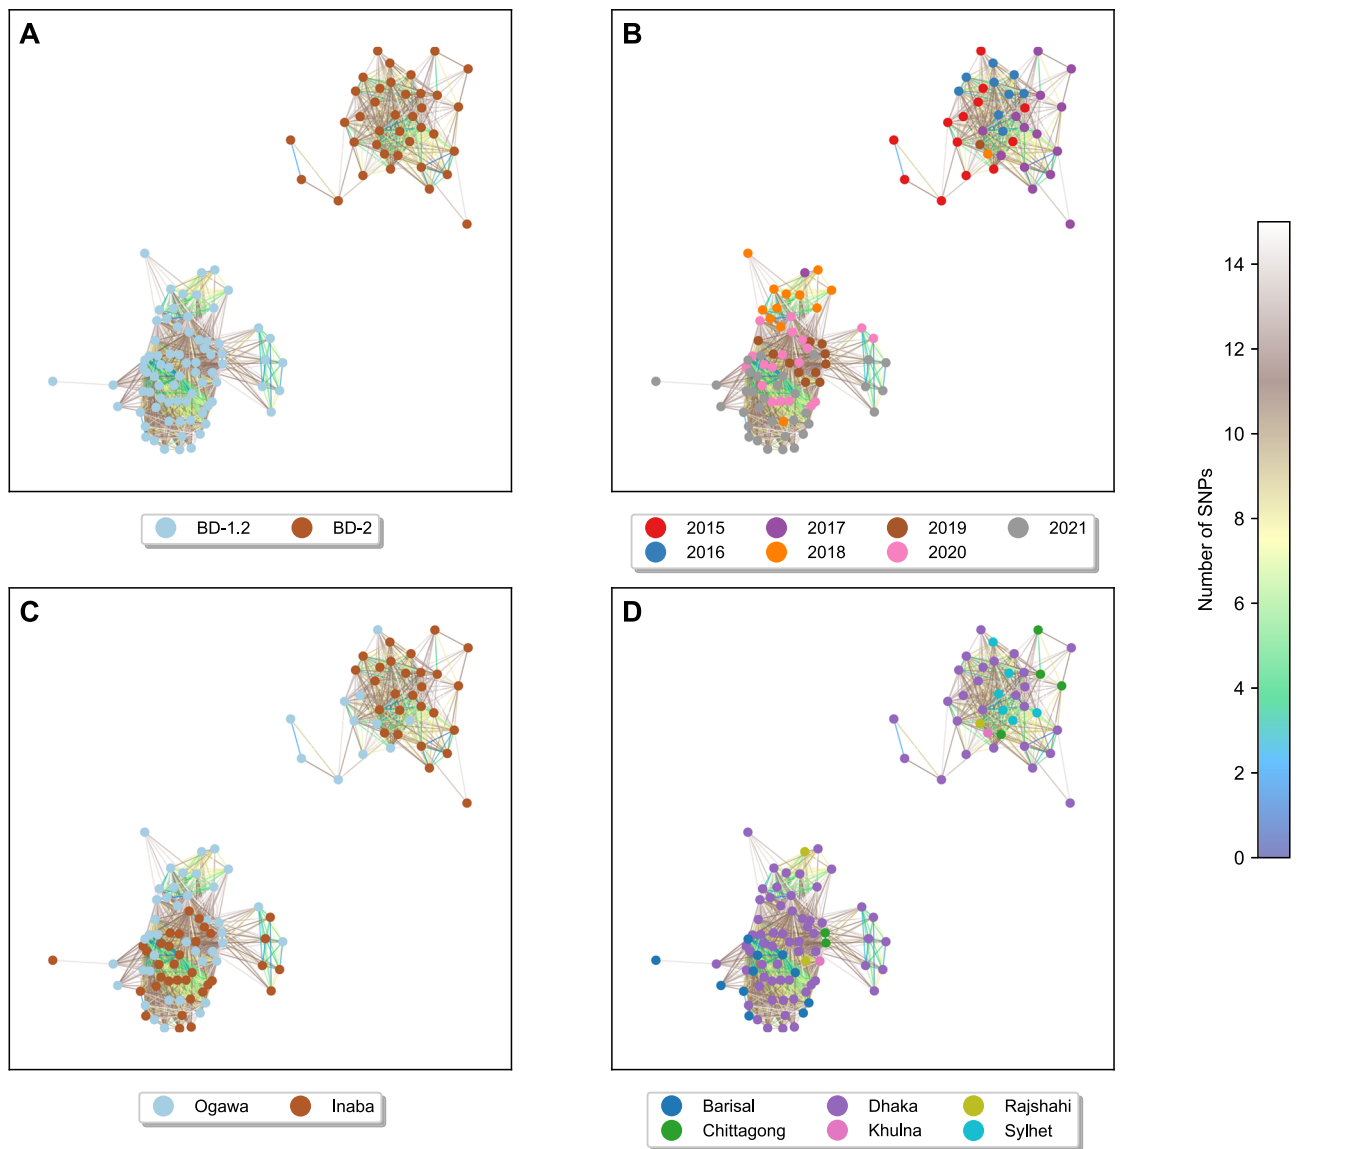 A
B
BD-1.2 BD-2
2015 2017 2019 2021
2016 2018 2020
C
D
Ogawa Inaba
Barisal Dhaka Rajshahi
Chittagong Khulna Sylhet
14
12
10
8
6
4
2
0
Number of SNPs